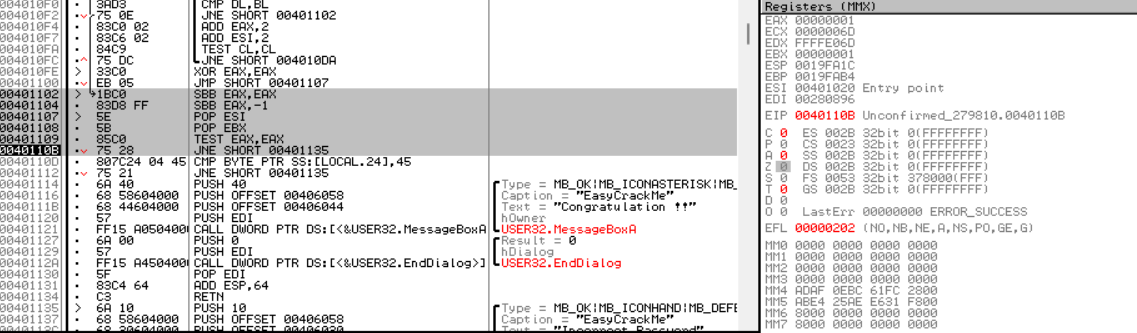 004010F0 3AD3 CMP DL,BL
004010F2 75 0E JNE SHORT 00401102
004010F4 83C0 02 ADD EAX,2
004010F7 83C6 02 ADD ESI,2
004010FA 84C9 TEST CL,CL
004010FC 75 DC JNE SHORT 004010DA
004010FE 33C0 XOR EAX,EAX
00401100 EB 05 JMP SHORT 00401107
00401102 1BC0 SBB EAX,EAX
00401104 83D8 FF SBB EAX,-1
00401107 5E POP ESI
00401108 5B POP EBX
00401109 85C0 TEST EAX,EAX
0040110B 75 28 JNE SHORT 00401135
0040110D 807C24 04 45 CMP BYTE PTR SS:[LOCAL.24],45
00401112 75 21 JNE SHORT 00401135
00401114 6A 40 PUSH 40 Type = MB_OK|MB_ICONASTERISK|MB_
00401116 68 58604000 PUSH OFFSET 00406058 Caption = "EasyCrackMe"
0040111B 68 44604000 PUSH OFFSET 00406044 Text = "Congratulation !!"
00401120 57 PUSH EDI hOwner
00401121 FF15 A0504000 CALL DWORD PTR DS:[<&USER32.MessageBoxA USER32.MessageBoxA
00401127 6A 00 PUSH 0 Result = 0
00401129 57 PUSH EDI hDialog
0040112A FF15 A4504000 CALL DWORD PTR DS:[<&USER32.EndDialog>] USER32.EndDialog
00401130 5F POP EDI
00401131 83C4 64 ADD ESP,64
00401134 C3 RETN
00401135 6A 10 PUSH 10 Type = MB_OK|MB_ICONHAND|MB_DEF
00401137 68 58604000 PUSH OFFSET 00406058 Caption = "EasyCrackMe"
0040113C 68 30604000 PUSH OFFSET 00406030 Text = "Incorrect Password"
Registers (MMX)
EAX 00000001
ECX 0000006D
EDX FFFFE06D
EBX 00000001
ESP 0019FA1C
EBP 0019FAB4
ESI 00401020 Entry point
EDI 00280896
EIP 0040110B Unconfirmed_279810.0040110B
C 0 ES 002B 32bit 0(FFFFFFFF)
P 0 CS 0023 32bit 0(FFFFFFFF)
A 0 SS 002B 32bit 0(FFFFFFFF)
Z 0 DS 002B 32bit 0(FFFFFFFF)
S 0 FS 0053 32bit 378000(FFF)
T 0 GS 002B 32bit 0(FFFFFFFF)
D 0
O 0 LastErr 00000000 ERROR_SUCCESS
EFL 00000202 (NO,NB,NE,A,NS,PO,GE,G)
MM0 0000 0000 0000 0000
MM1 0000 0000 0000 0000
MM2 0000 0000 0000 0000
MM3 0000 0000 0000 0000
MM4 ADAF 0EBC 61FC 2800
MM5 ABE4 25AE E631 F800
MM6 8000 0000 0000 0000
MM7 8000 0000 0000 0000